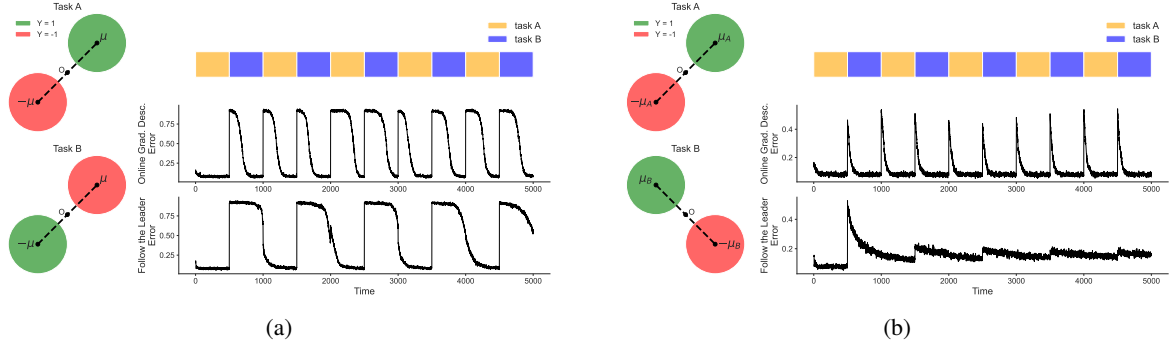 Task A
Y = 1
Y = -1
μ
O
−μ
Task B
μ
O
−μ
task A
task B
Online Grad. Desc.
Error
0.75
0.50
0.25
0 1000 2000 3000 4000 5000
Follow the Leader
Error
0.75
0.50
0.25
0 1000 2000 3000 4000 5000
Time
(a)
Task A
Y = 1
Y = -1
μA
O
−μA
Task B
μB
O
−μB
task A
task B
Online Grad. Desc.
Error
0.4
0.2
0 1000 2000 3000 4000 5000
Follow the Leader
Error
0.4
0.2
0 1000 2000 3000 4000 5000
Time
(b)